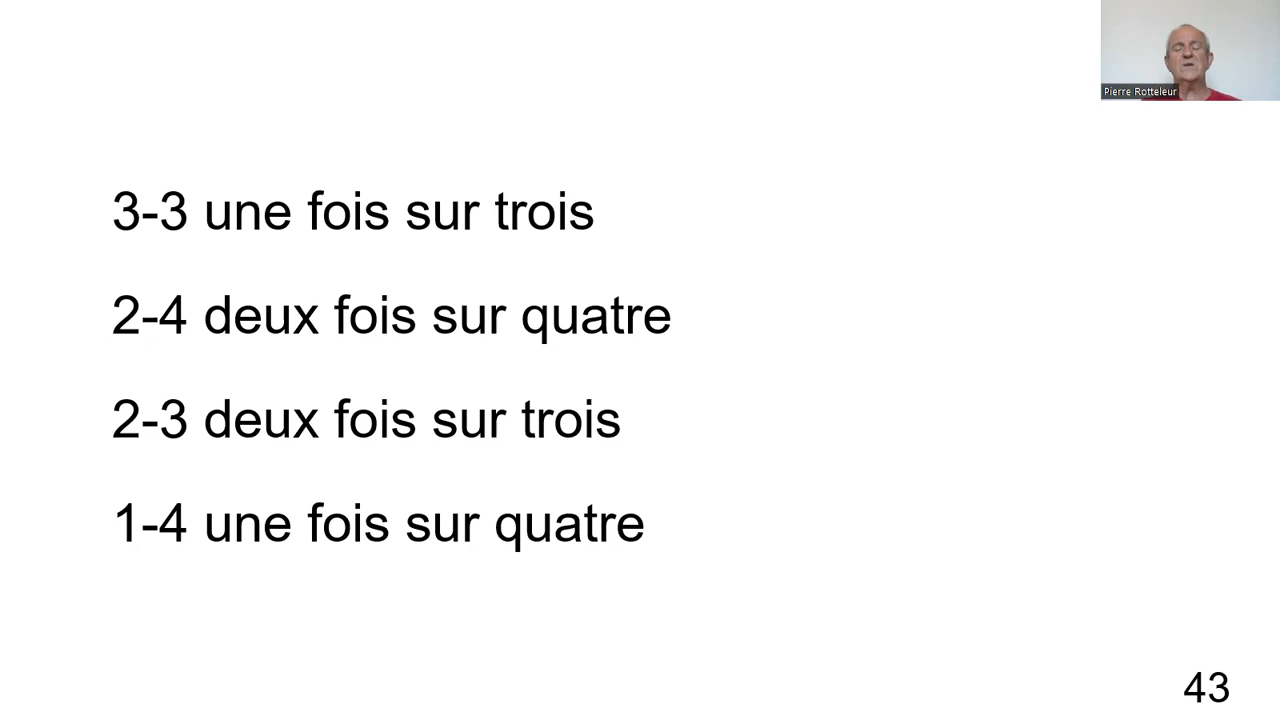 Pierre Rotteleur
3-3 une fois sur trois
2-4 deux fois sur quatre
2-3 deux fois sur trois
1-4 une fois sur quatre
43